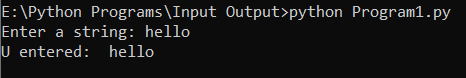 E:\Python Programs\Input Output>python Program1.py
Enter a string: hello
U entered:  hello